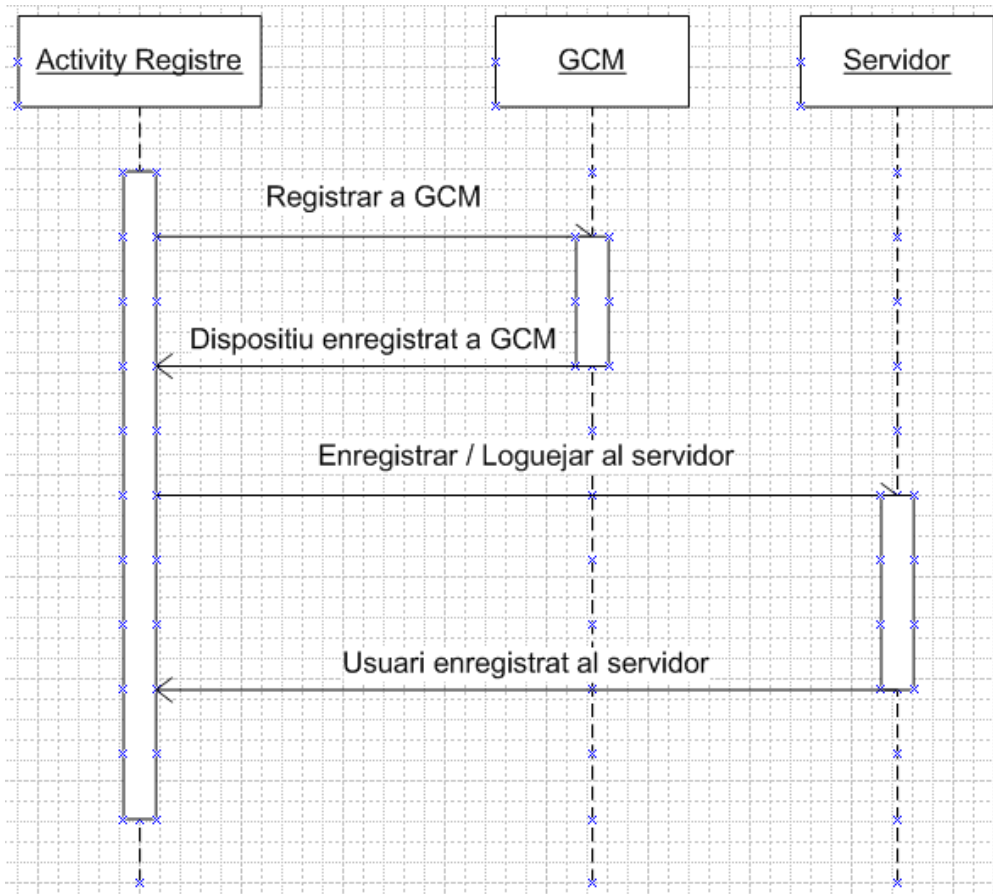 Activity Registre
GCM
Servidor
Registrar a GCM
Dispositiu enregistrat a GCM
Enregistrar / Loguejar al servidor
Usuari enregistrat al servidor